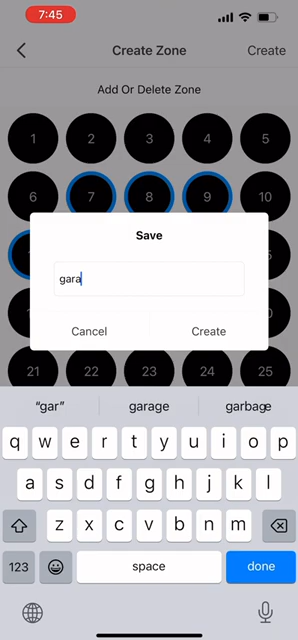 7:45
Create Zone
Create
Add Or Delete Zone
1 2 3 4 5
6 7 8 9 10
Save
gara
Cancel
Create
21 22 23 24 25
“gar” garage garbage
q w e r t y u i o p
a s d f g h j k l
z x c v b n m
123 space done